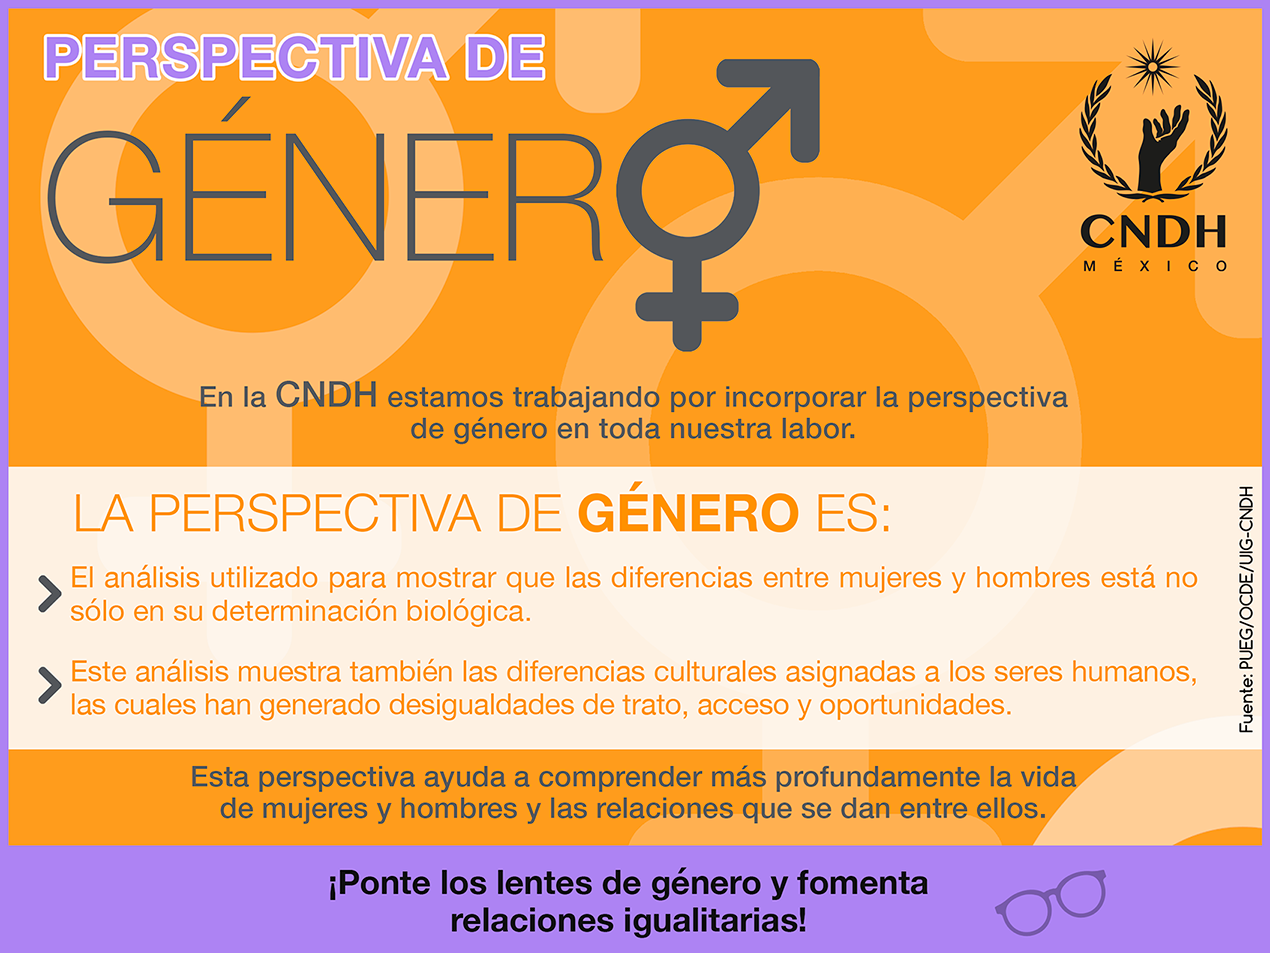 PERSPECTIVA DE
GÉNERO
CNDH
MÉXICO
En la CNDH estamos trabajando por incorporar la perspectiva
de género en toda nuestra labor.
LA PERSPECTIVA DE GÉNERO ES:
El análisis utilizado para mostrar que las diferencias entre mujeres y hombres está no
sólo en su determinación biológica.
Este análisis muestra también las diferencias culturales asignadas a los seres humanos,
las cuales han generado desigualdades de trato, acceso y oportunidades.
Fuente: PUEG/OCDE/UIG-CNDH
Esta perspectiva ayuda a comprender más profundamente la vida
de mujeres y hombres y las relaciones que se dan entre ellos.
¡Ponte los lentes de género y fomenta
relaciones igualitarias!